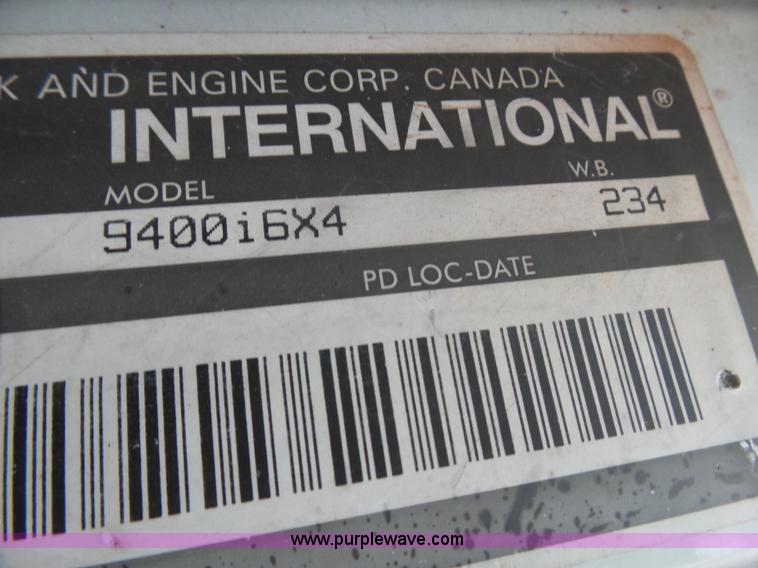 AND ENGINE CORP. CANADA
INTERNATIONAL®
MODEL W.B.
9400i6X4 234
PD LOC-DATE
www.purplewave.com